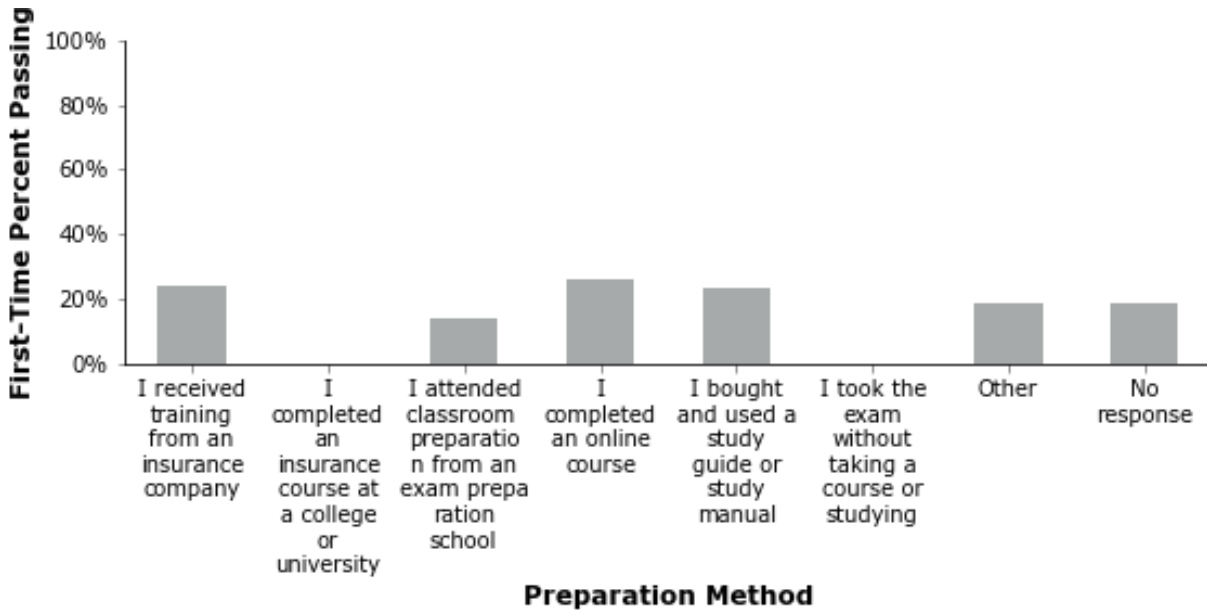 First-Time Percent Passing
100%
80%
60%
40%
20%
0%
I received
training
from an
insurance
company
I
completed
an
insurance
course at
a college
or
university
I attended
classroom
preparatio
n from an
exam prepa
ration
school
I
completed
an online
course
I bought
and used a
study
guide or
study
manual
I took the
exam
without
taking a
course or
studying
Other
No
response
Preparation Method